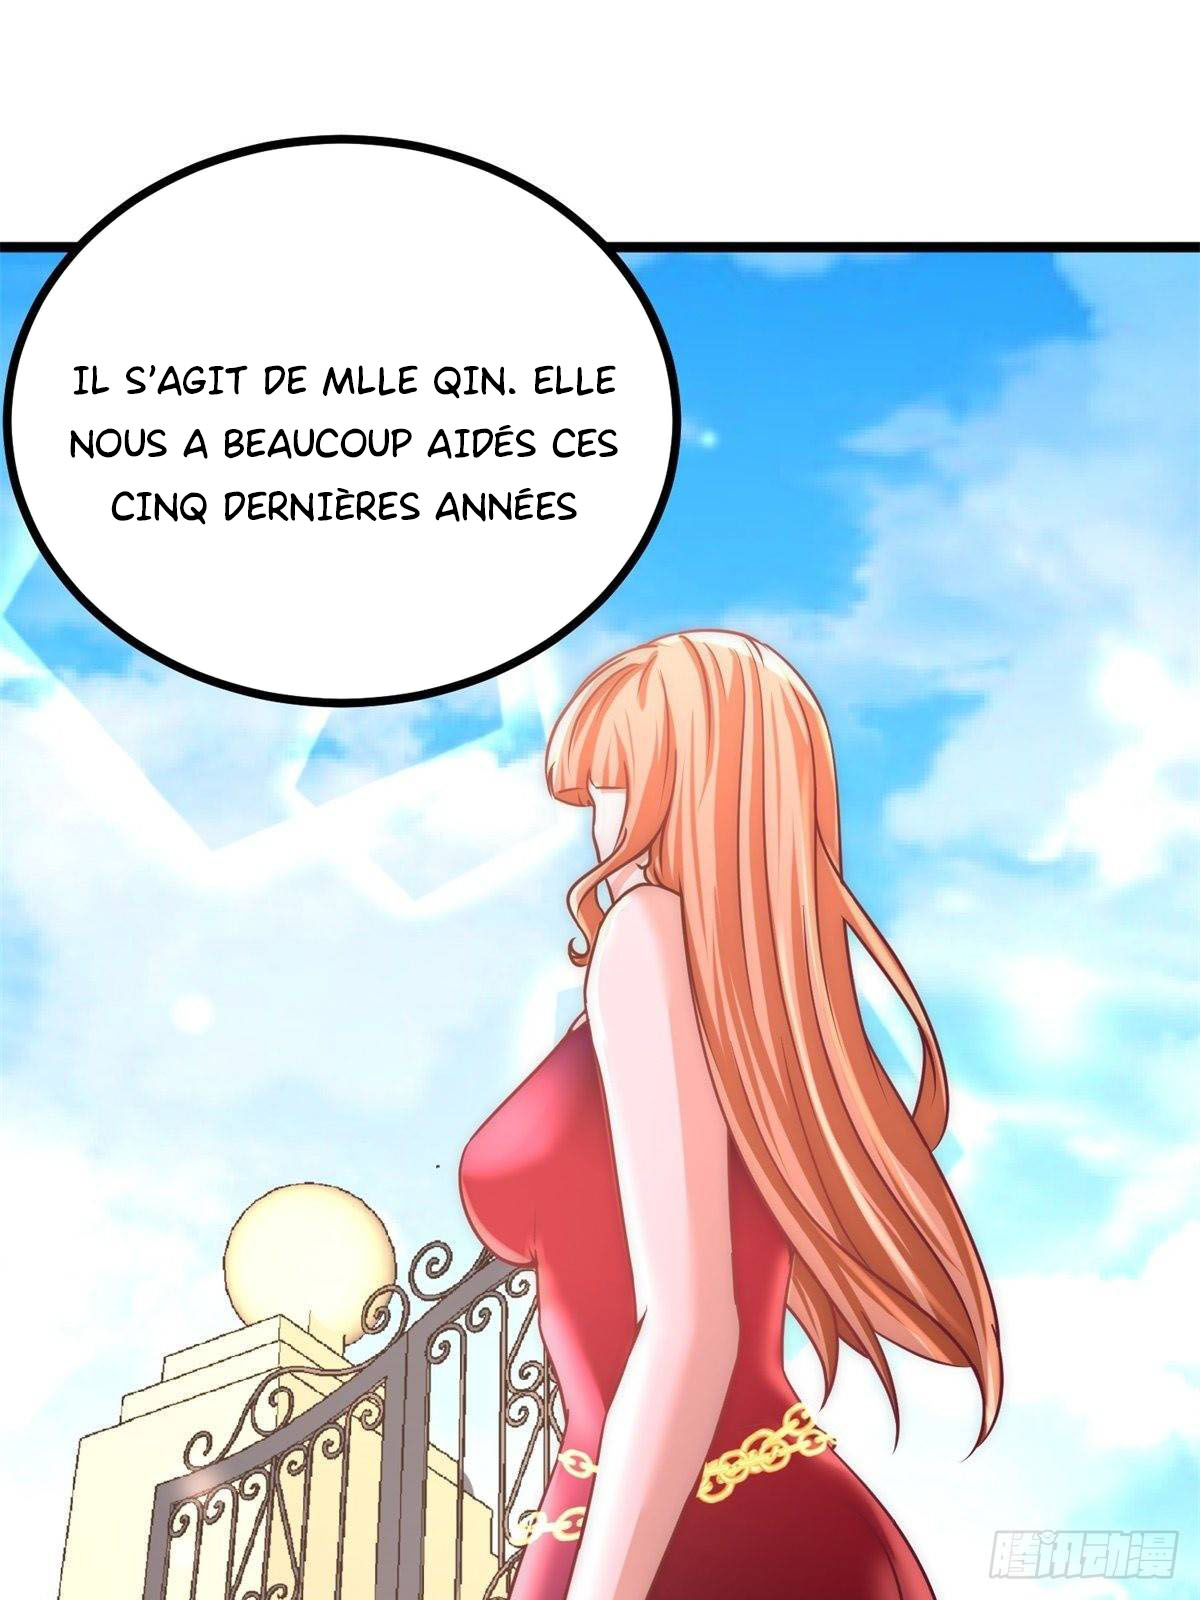 IL S'AGIT DE MLLE QIN. ELLE
NOUS A BEAUCOUP AIDÉS CES
CINQ DERNIÈRES ANNÉES
腾讯动漫